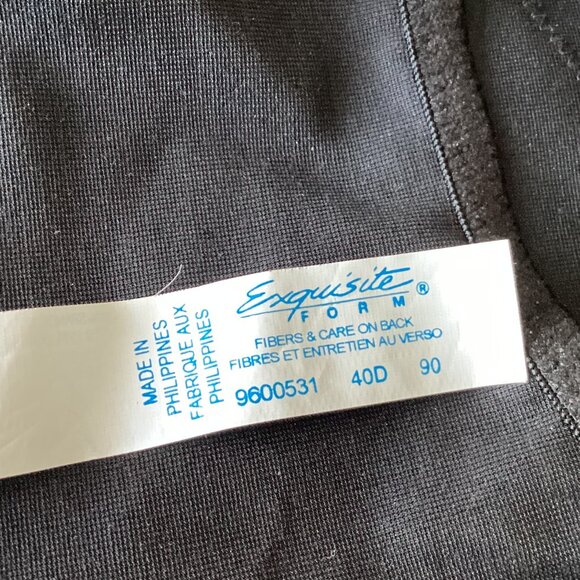 Exquisite
FORM®
FIBERS & CARE ON BACK
FIBRES ET ENTRETIEN AU VERSO
9600531 40D 90
MADE IN
PHILIPPINES
FABRIQUE AUX
PHILIPPINES